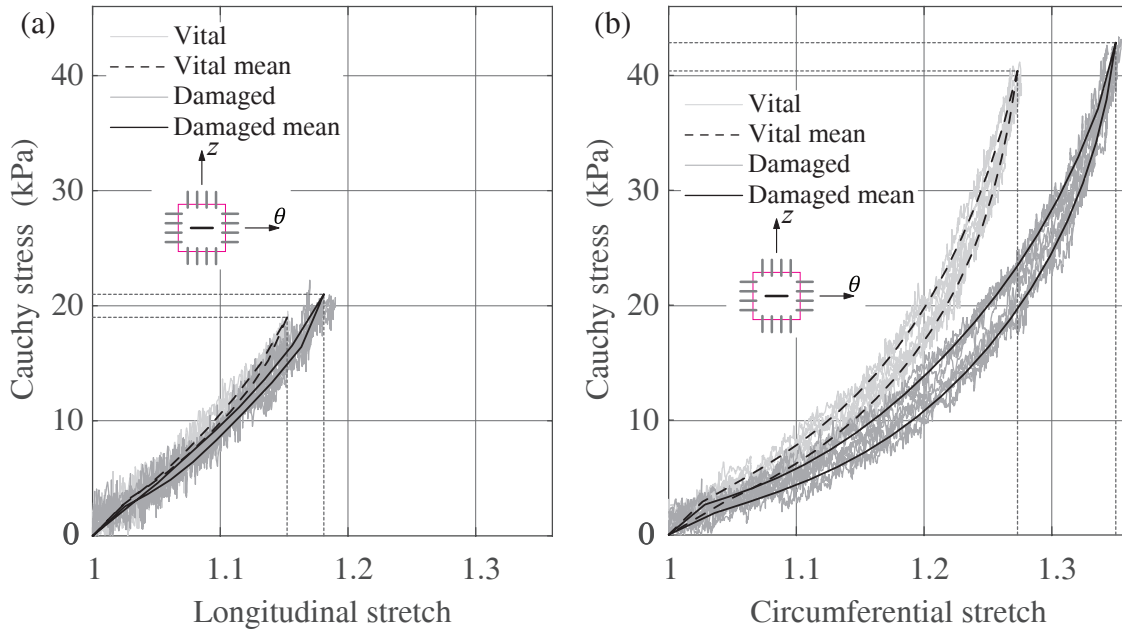 (a)
Vital
Vital mean
Damaged
Damaged mean
z
θ
Cauchy stress (kPa)
40
30
20
10
0
1
1.1
1.2
1.3
Longitudinal stretch
(b)
Vital
Vital mean
Damaged
Damaged mean
z
θ
Cauchy stress (kPa)
40
30
20
10
0
1
1.1
1.2
1.3
Circumferential stretch